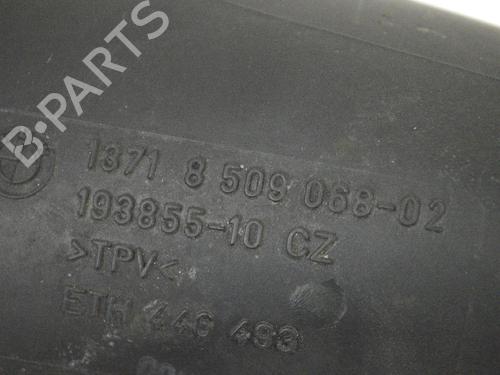 B-PARTS
1371 8 509 068-02
193855-10 CZ
>TPV<
ETH 446 493